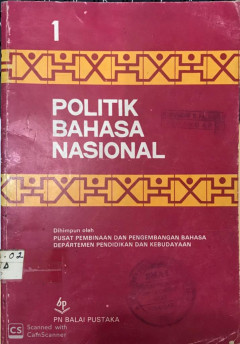 1
POLITIK
BAHASA
NASIONAL
Dihimpun oleh
PUSAT PEMBINAAN DAN PENGEMBANGAN BAHASA
DEPARTEMEN PENDIDIKAN DAN KEBUDAYAAN
bp
PN BALAI PUSTAKA
CS
Scanned with
CamScanner